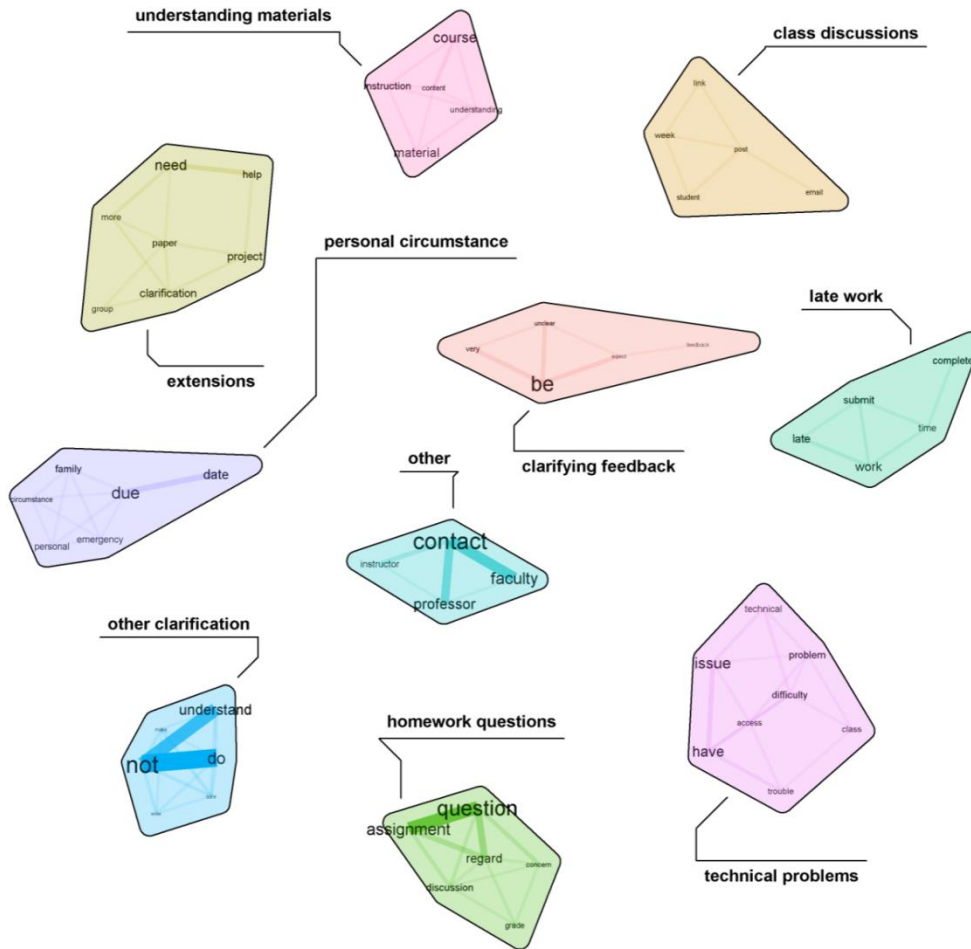 understanding materials
course
instruction
content
understanding
material
class discussions
link
week
post
student
email
need
help
more
paper
project
clarification
group
extensions
personal circumstance
family
date
due
circumstance
personal
emergency
unclear
very
feedback
be
clarifying feedback
late work
complete
submit
time
late
work
other
contact
instructor
faculty
professor
other clarification
understand
make
not
do
homework questions
question
assignment
regard
concern
discussion
grade
technical
issue
problem
difficulty
access
class
have
trouble
technical problems